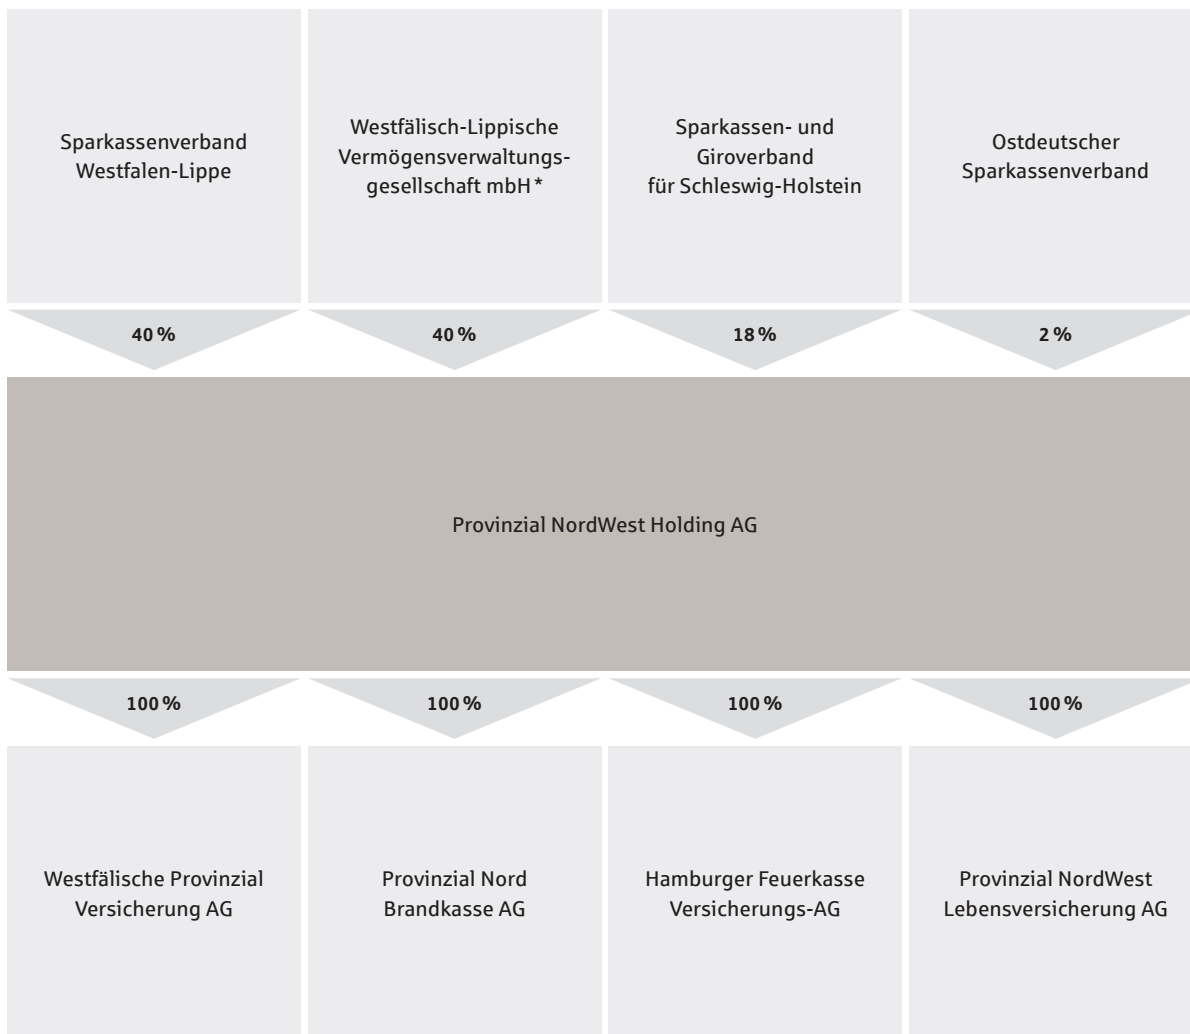 Sparkassenverband
Westfalen-Lippe
Westfälisch-Lippische
Vermögensverwaltungs-
gesellschaft mbH*
Sparkassen- und
Giroverband
für Schleswig-Holstein
Ostdeutscher
Sparkassenverband
40 %
40 %
18 %
2 %
Provinzial NordWest Holding AG
100 %
100 %
100 %
100 %
Westfälische Provinzial
Versicherung AG
Provinzial Nord
Brandkasse AG
Hamburger Feuerkasse
Versicherungs-AG
Provinzial NordWest
Lebensversicherung AG